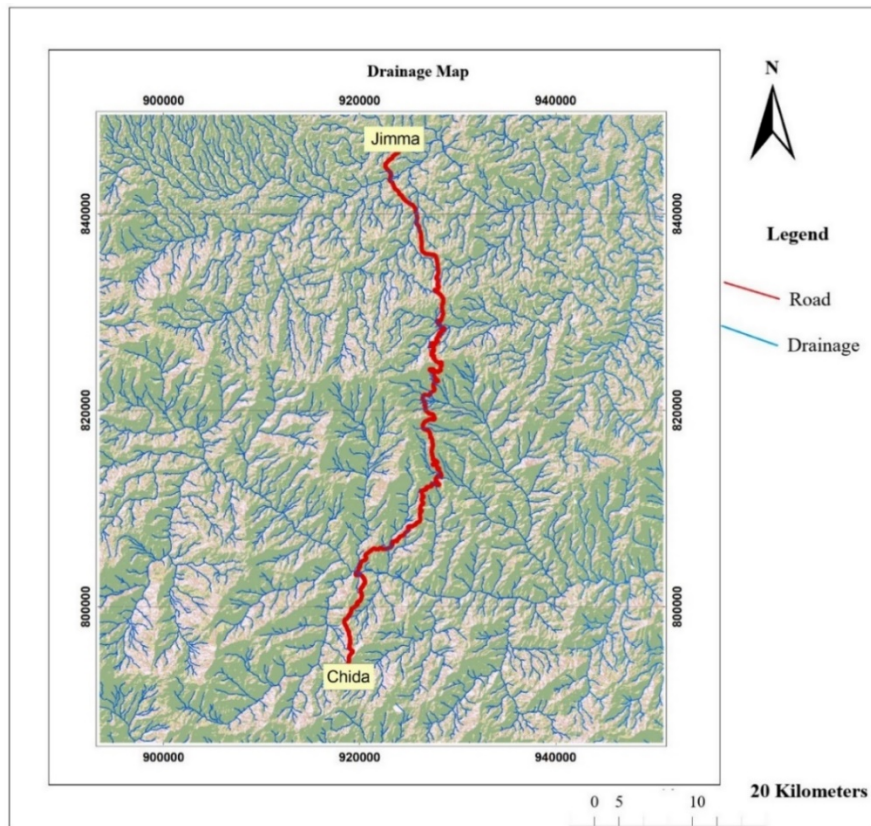 Drainage Map
N
900000 920000 940000
Jimma
840000 840000
Legend
Road
Drainage
820000 820000
800000 800000
Chida
900000 920000 940000
20 Kilometers
0 5 10